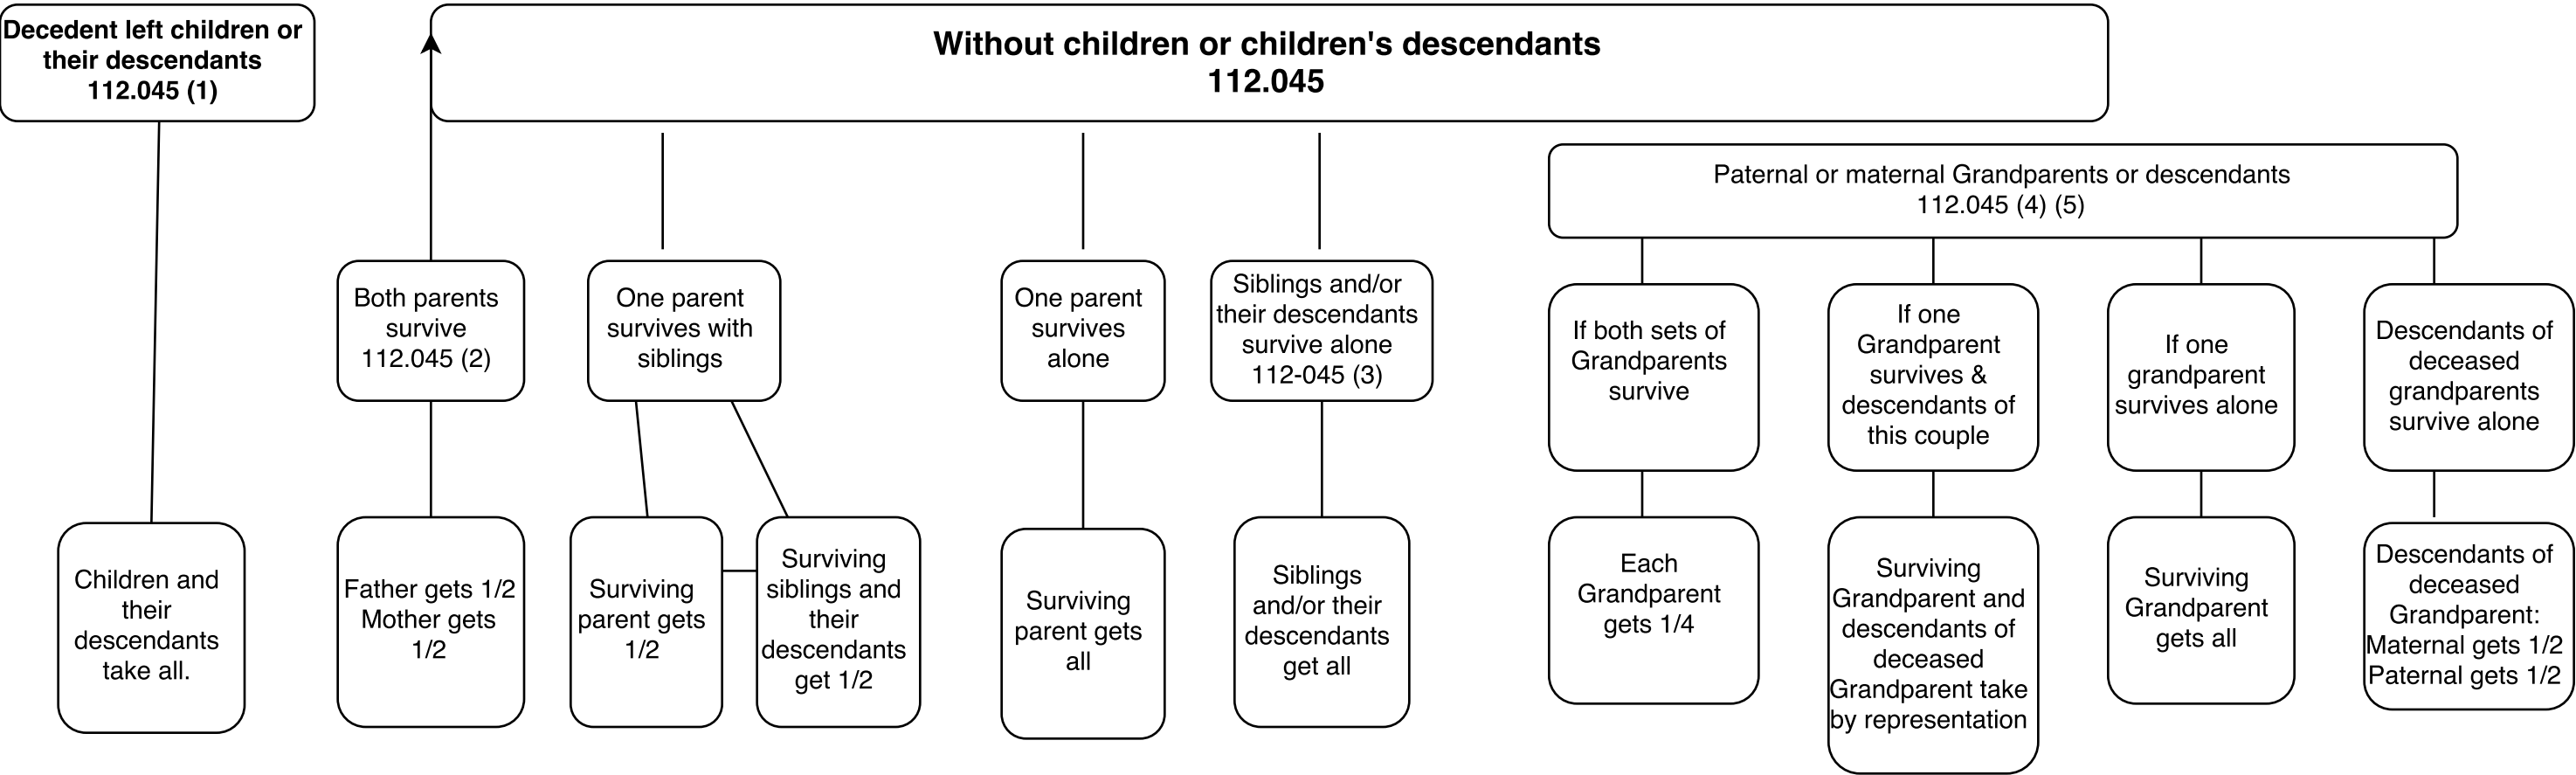 Decedent left children or
their descendants
112.045 (1)
Without children or children's descendants
112.045
Paternal or maternal Grandparents or descendants
112.045 (4) (5)
Both parents
survive
112.045 (2)
One parent
survives with
siblings
One parent
survives
alone
Siblings and/or
their descendants
survive alone
112-045 (3)
If both sets of
Grandparents
survive
If one
Grandparent
survives &
descendants of
this couple
If one
grandparent
survives alone
Descendants of
deceased
grandparents
survive alone
Children and
their
descendants
take all.
Father gets 1/2
Mother gets
1/2
Surviving
parent gets
1/2
Surviving
siblings and
their
descendants
get 1/2
Surviving
parent gets
all
Siblings
and/or their
descendants
get all
Each
Grandparent
gets 1/4
Surviving
Grandparent and
descendants of
deceased
Grandparent take
by representation
Surviving
Grandparent
gets all
Descendants of
deceased
Grandparent:
Maternal gets 1/2
Paternal gets 1/2